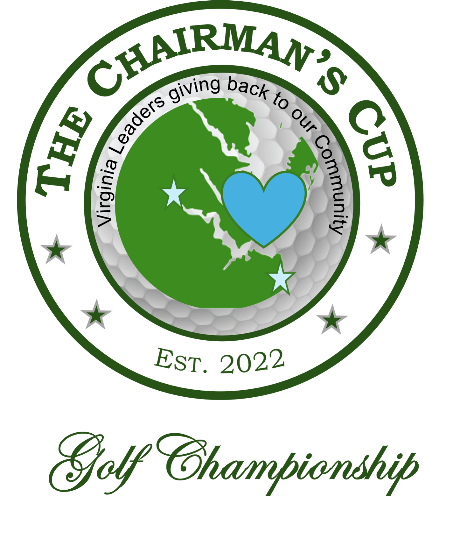 The Chairman's Cup
Virginia Leaders giving back to our Community
Est. 2022
Golf Championship